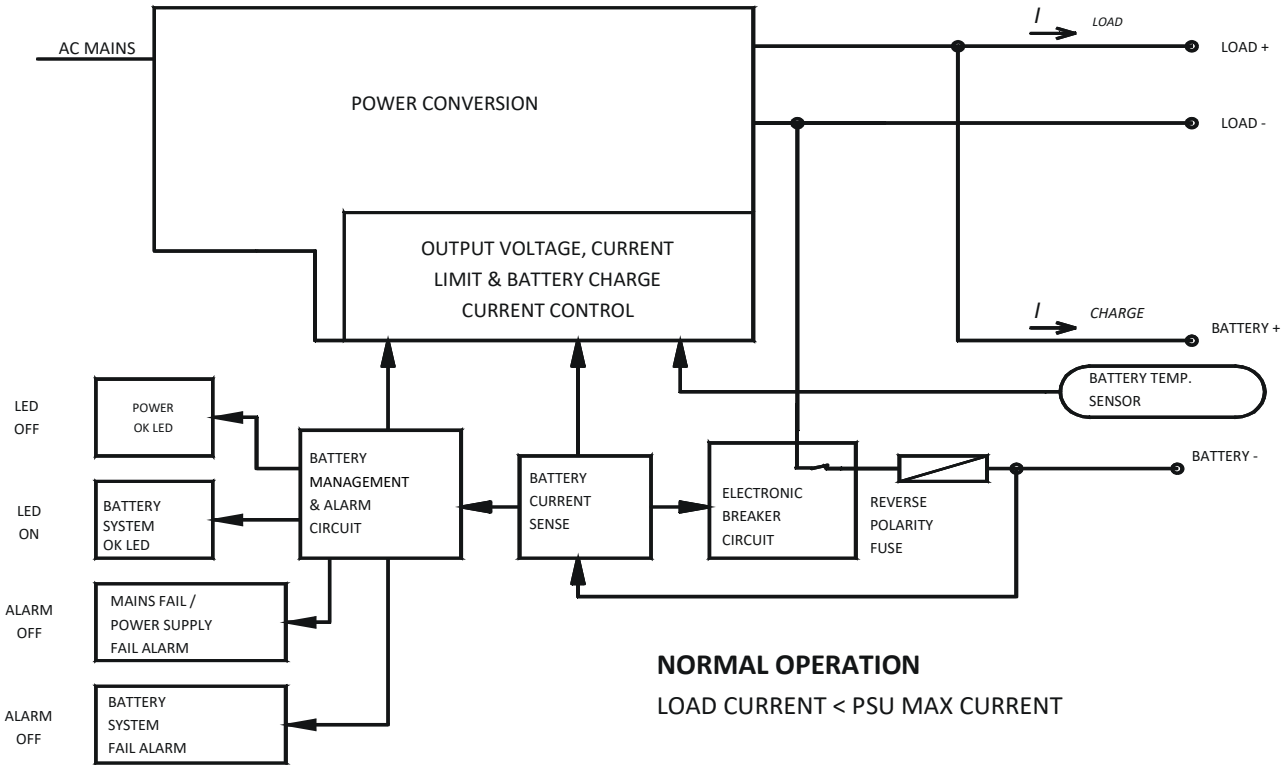 I LOAD
LOAD +
AC MAINS
POWER CONVERSION
LOAD -
OUTPUT VOLTAGE, CURRENT
LIMIT & BATTERY CHARGE
CURRENT CONTROL
I CHARGE
BATTERY +
BATTERY TEMP.
SENSOR
LED
OFF
POWER
OK LED
BATTERY
MANAGEMENT
& ALARM
CIRCUIT
BATTERY
CURRENT
SENSE
ELECTRONIC
BREAKER
CIRCUIT
REVERSE
POLARITY
FUSE
BATTERY -
LED
ON
BATTERY
SYSTEM
OK LED
ALARM
OFF
MAINS FAIL /
POWER SUPPLY
FAIL ALARM
NORMAL OPERATION
LOAD CURRENT < PSU MAX CURRENT
ALARM
OFF
BATTERY
SYSTEM
FAIL ALARM